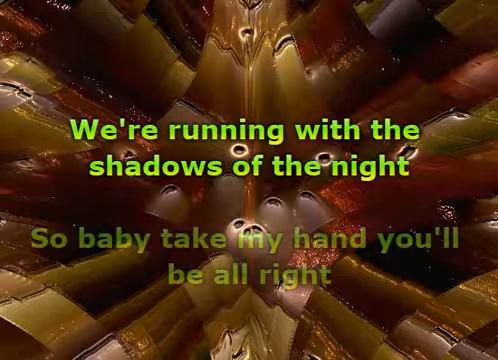 We're running with the
shadows of the night
So baby take my hand you'll
be all right